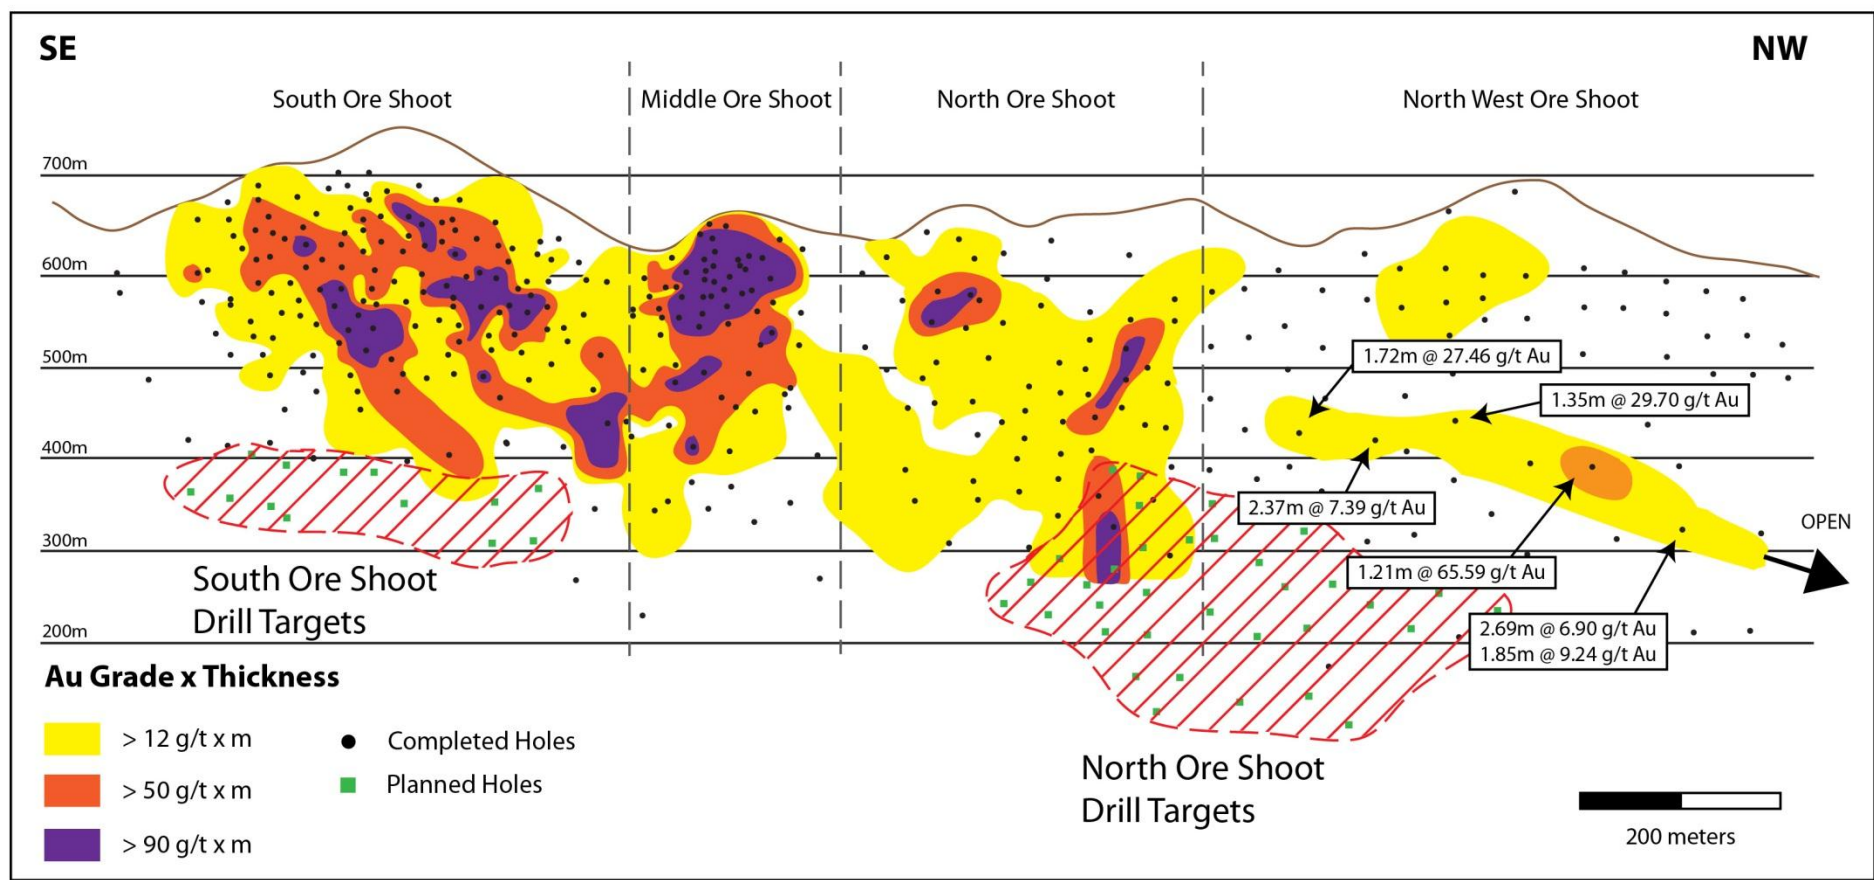 SE
NW
South Ore Shoot
Middle Ore Shoot
North Ore Shoot
North West Ore Shoot
700m
600m
500m
400m
300m
200m
1.72m @ 27.46 g/t Au
1.35m @ 29.70 g/t Au
2.37m @ 7.39 g/t Au
1.21m @ 65.59 g/t Au
2.69m @ 6.90 g/t Au
1.85m @ 9.24 g/t Au
OPEN
South Ore Shoot
Drill Targets
North Ore Shoot
Drill Targets
Au Grade x Thickness
> 12 g/t x m
> 50 g/t x m
> 90 g/t x m
Completed Holes
Planned Holes
200 meters